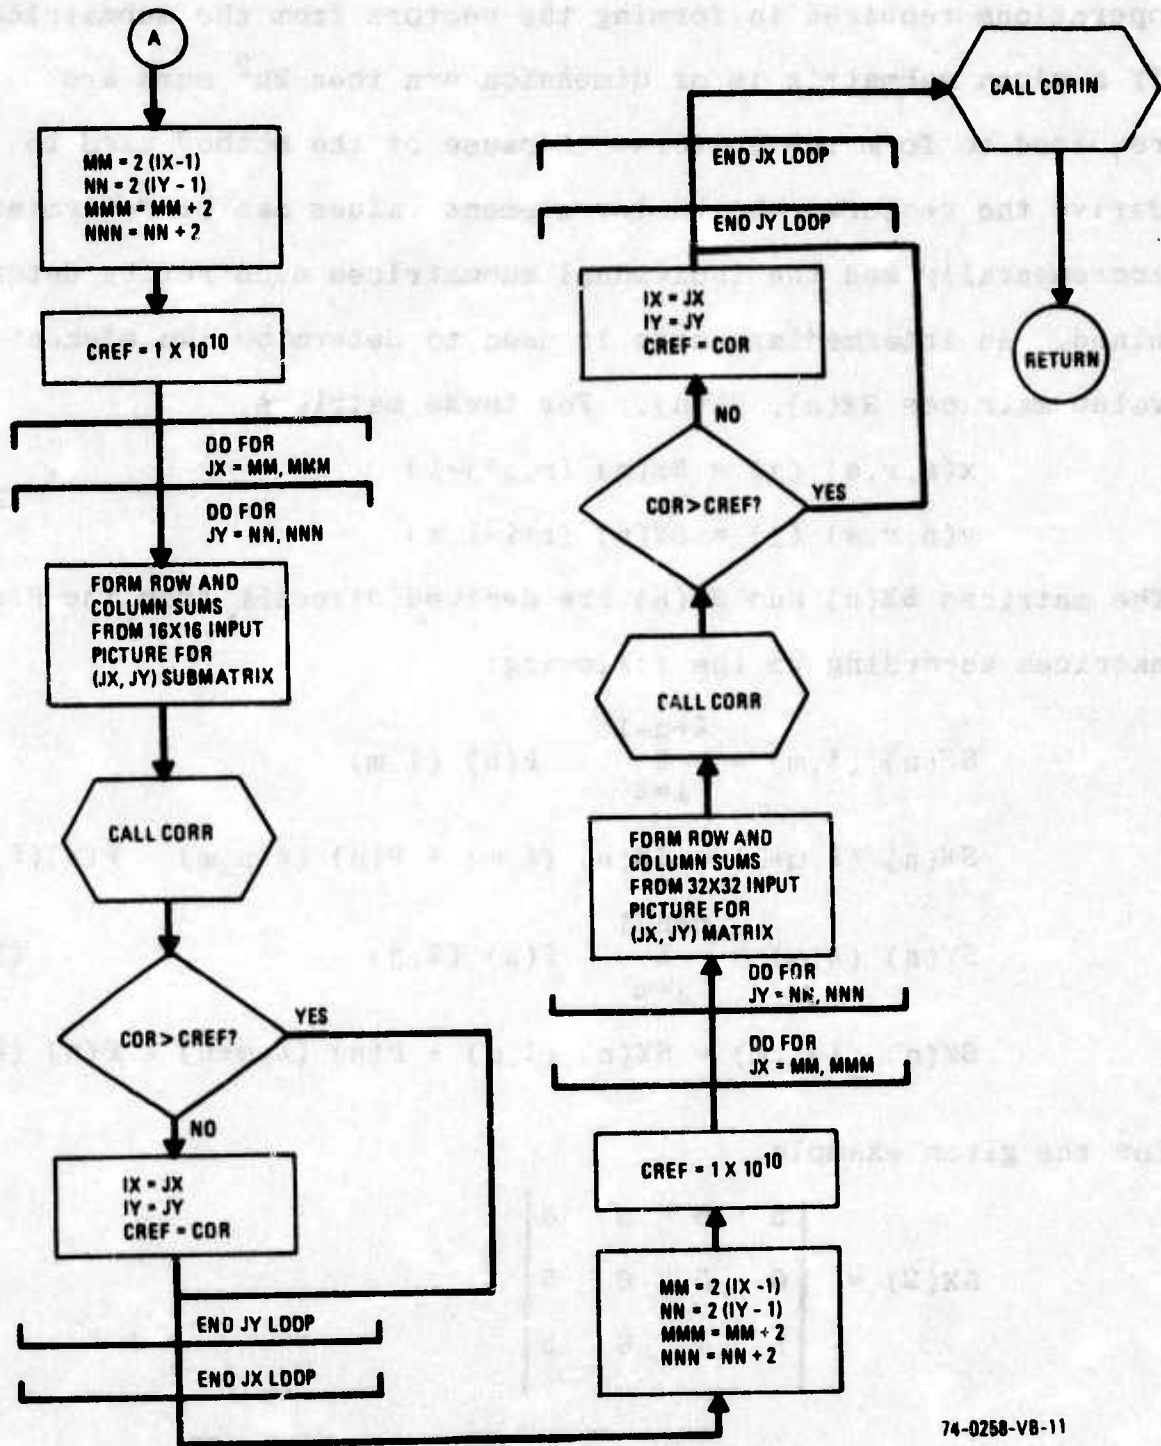 A
MM = 2 (IX-1)
NN = 2 (IY - 1)
MMM = MM + 2
NNN = NN + 2
CREF = 1 X 10^10
DO FOR
JX = MM, MMM
DO FOR
JY = NN, NNN
FORM ROW AND
COLUMN SUMS
FROM 16X16 INPUT
PICTURE FOR
(JX, JY) SUBMATRIX
CALL CORR
COR > CREF?
YES
NO
IX = JX
IY = JY
CREF = COR
END JY LOOP
END JX LOOP
MM = 2 (IX -1)
NN = 2 (IY - 1)
MMM = MM + 2
NNN = NN + 2
CREF = 1 X 10^10
DO FOR
JX = MM, MMM
DO FOR
JY = NN, NNN
FORM ROW AND
COLUMN SUMS
FROM 32X32 INPUT
PICTURE FOR
(JX, JY) MATRIX
CALL CORR
COR > CREF?
YES
NO
IX = JX
IY = JY
CREF = COR
END JY LOOP
END JX LOOP
CALL CORIN
RETURN
74-0258-VB-11